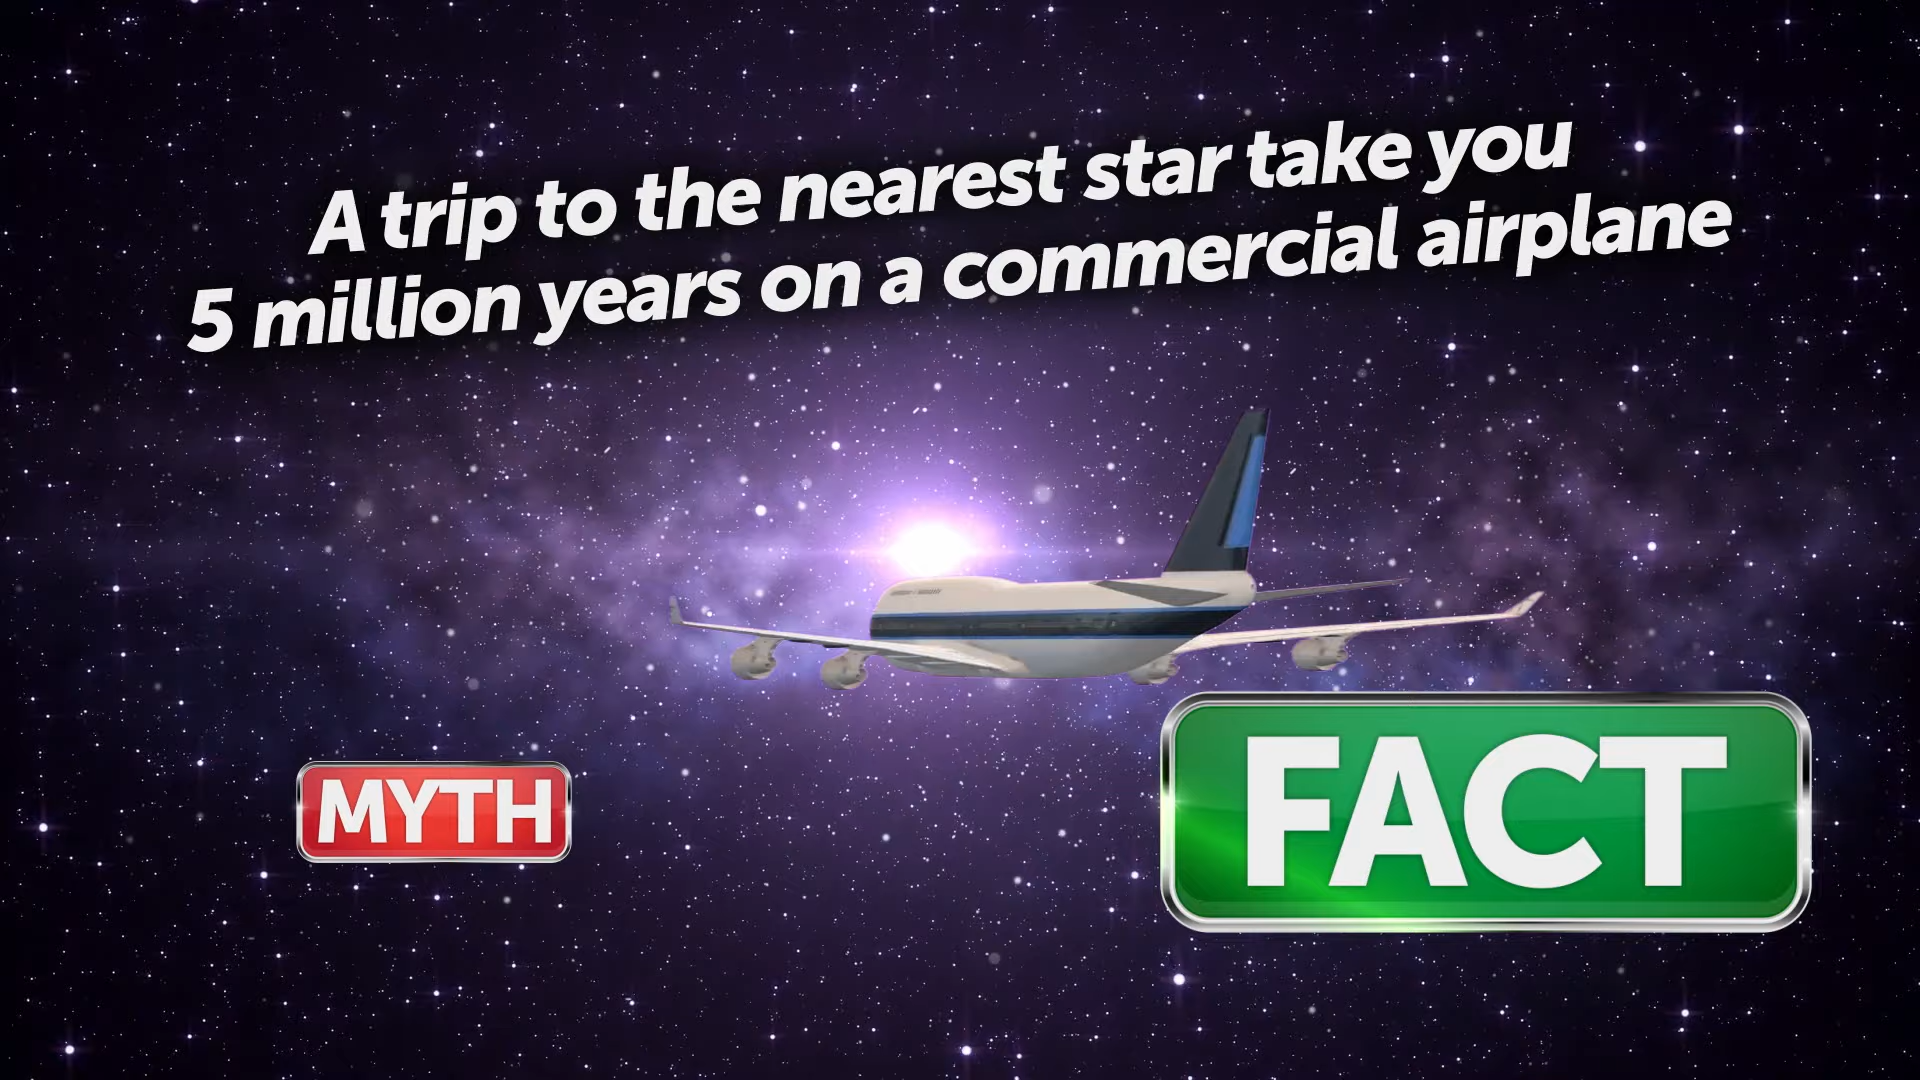 A trip to the nearest star take you
5 million years on a commercial airplane
MYTH
FACT